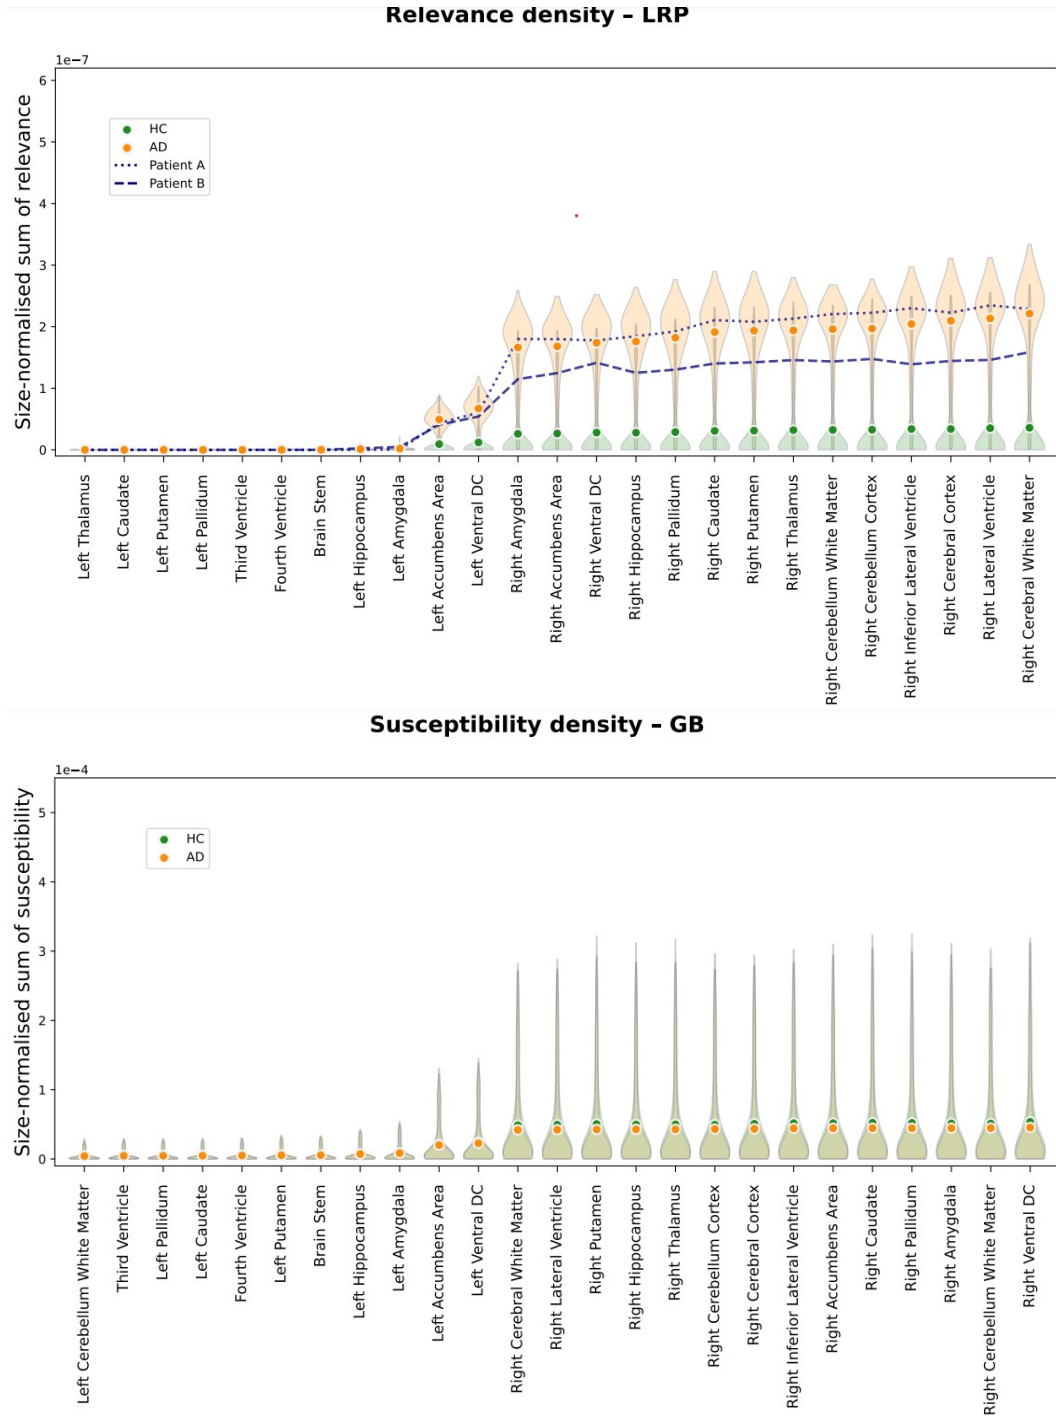 Relevance density – LRP
1e−7
Size-normalised sum of relevance
6
5
4
3
2
1
0
HC
AD
Patient A
Patient B
Left Thalamus
Left Caudate
Left Putamen
Left Pallidum
Third Ventricle
Fourth Ventricle
Brain Stem
Left Hippocampus
Left Amygdala
Left Accumbens Area
Left Ventral DC
Right Amygdala
Right Accumbens Area
Right Ventral DC
Right Hippocampus
Right Pallidum
Right Caudate
Right Putamen
Right Thalamus
Right Cerebellum White Matter
Right Cerebellum Cortex
Right Inferior Lateral Ventricle
Right Cerebral Cortex
Right Lateral Ventricle
Right Cerebral White Matter
Susceptibility density – GB
1e−4
Size-normalised sum of susceptibility
5
4
3
2
1
0
HC
AD
Left Cerebellum White Matter
Third Ventricle
Left Pallidum
Left Caudate
Fourth Ventricle
Left Putamen
Brain Stem
Left Hippocampus
Left Amygdala
Left Accumbens Area
Left Ventral DC
Right Cerebral White Matter
Right Lateral Ventricle
Right Putamen
Right Hippocampus
Right Thalamus
Right Cerebellum Cortex
Right Cerebral Cortex
Right Inferior Lateral Ventricle
Right Accumbens Area
Right Caudate
Right Pallidum
Right Amygdala
Right Cerebellum White Matter
Right Ventral DC